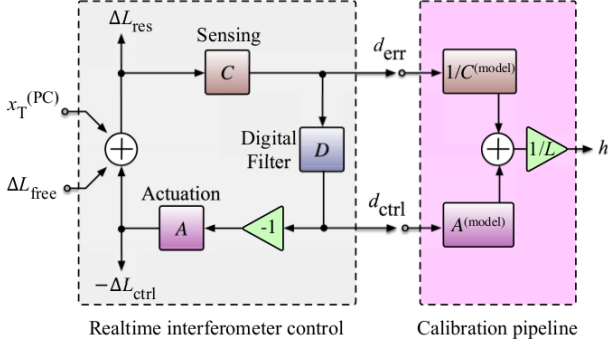 ΔL_res
Sensing
C
d_err
1/C^(model)
x_T^(PC)
Digital
Filter
D
1/L
h
ΔL_free
Actuation
A
-1
d_ctrl
A^(model)
−ΔL_ctrl
Realtime interferometer control
Calibration pipeline